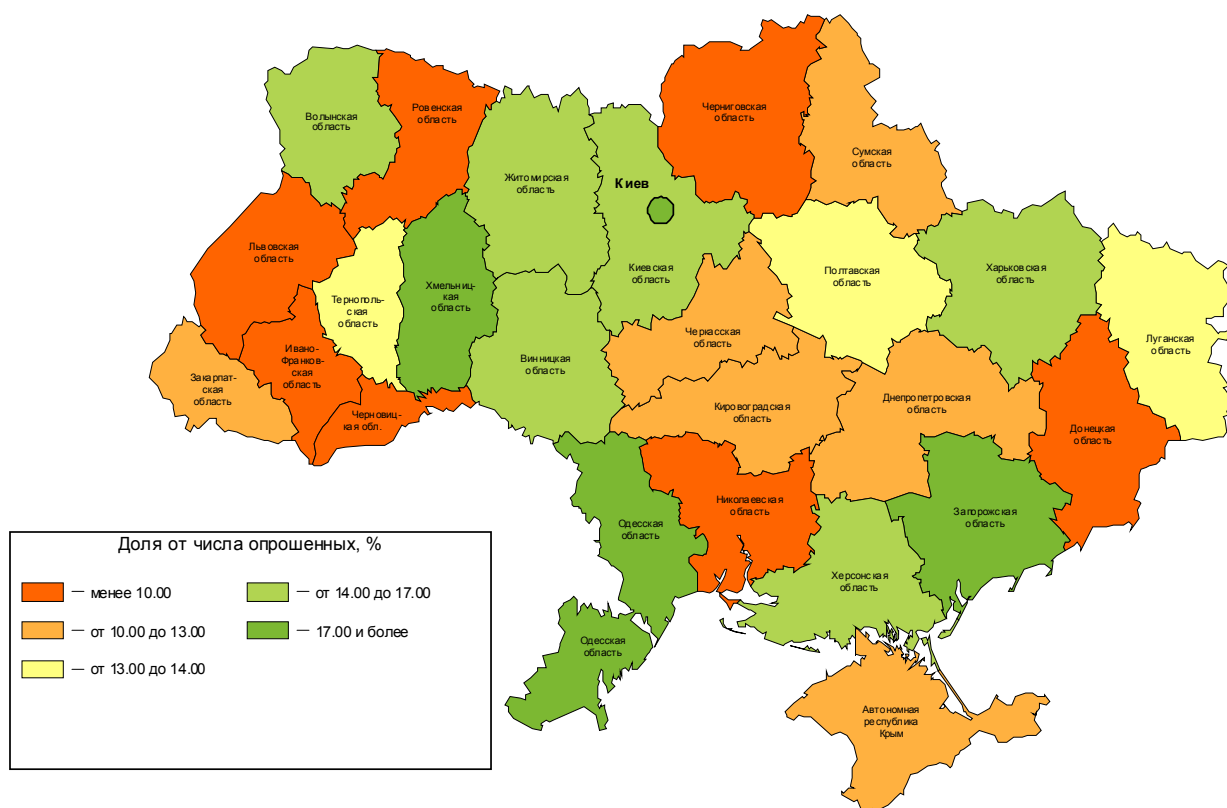 Волынская
область
Ровенская
область
Житомирская
область
Киев
Киевская
область
Черниговская
область
Сумская
область
Львовская
область
Тернополь-
ская
область
Хмельниц-
кая
область
Ивано-
Франков-
ская
область
Закарпат-
ская
область
Черновиц-
кая обл.
Винницкая
область
Черкасская
область
Полтавская
область
Харьковская
область
Луганская
область
Кировоградская
область
Днепропетровская
область
Донецкая
область
Одесская
область
Николаевская
область
Запорожская
область
Херсонская
область
Одесская
область
Автономная
республика
Крым
Доля от числа опрошенных, %
— менее 10.00
— от 10.00 до 13.00
— от 13.00 до 14.00
— от 14.00 до 17.00
— 17.00 и более